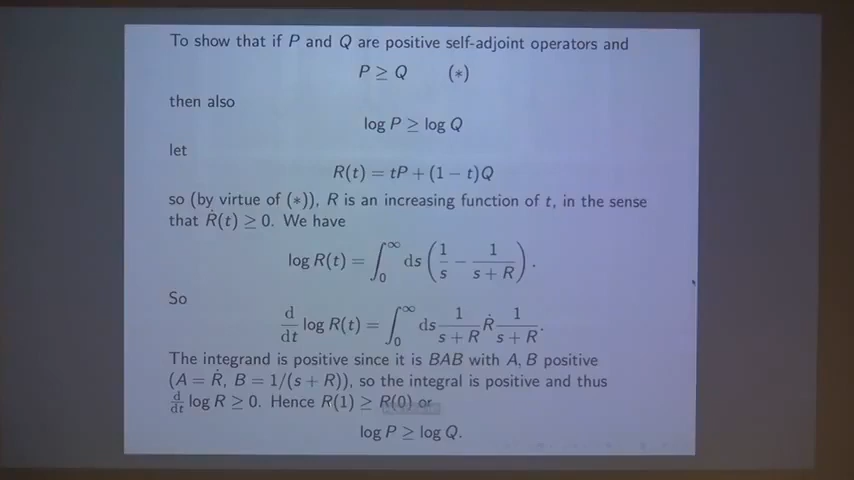 To show that if P and Q are positive self-adjoint operators and
P ≥ Q (∗)
then also
log P ≥ log Q
let
R(t) = tP + (1 − t)Q
so (by virtue of (∗)), R is an increasing function of t, in the sense
that Ṙ(t) ≥ 0. We have
log R(t) = ∫₀^∞ ds (1/s − 1/(s + R)).
So
d/dt log R(t) = ∫₀^∞ ds 1/(s + R) Ṙ 1/(s + R).
The integrand is positive since it is BAB with A, B positive
(A = Ṙ, B = 1/(s + R)), so the integral is positive and thus
d/dt log R ≥ 0. Hence R(1) ≥ R(0) or
log P ≥ log Q.